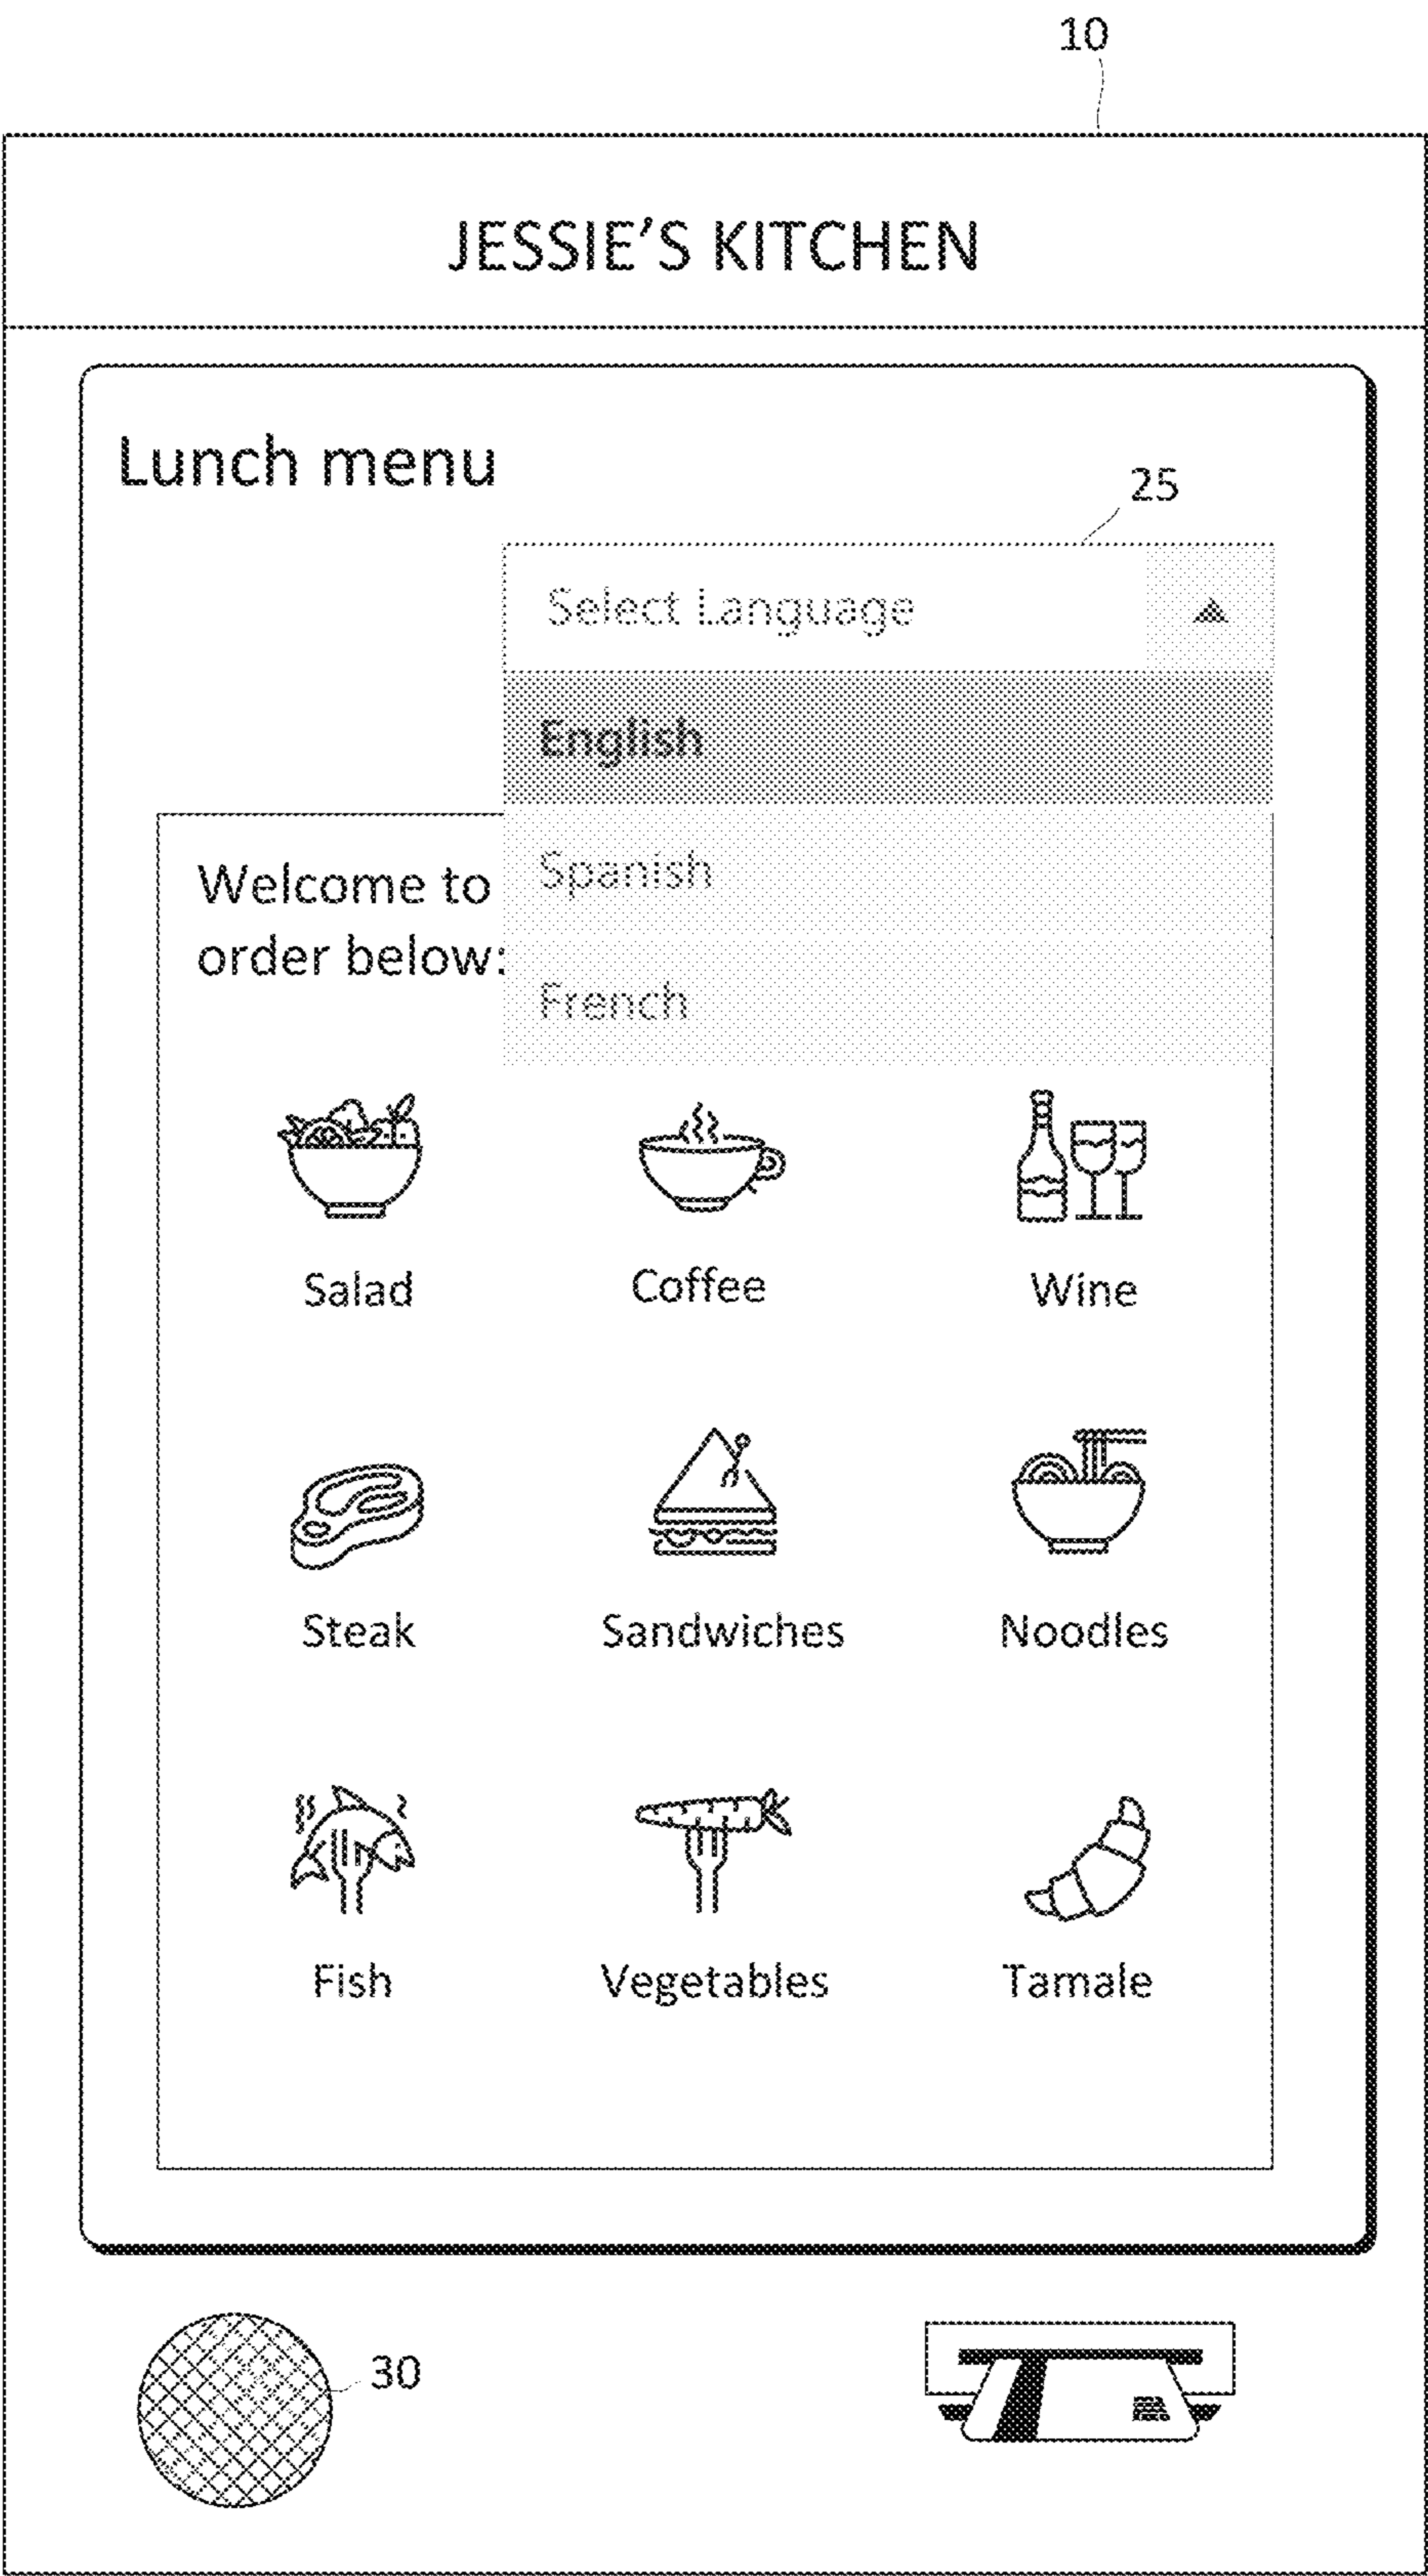 10
JESSIE'S KITCHEN
Lunch menu
25
Select Language
English
Spanish
French
Welcome to
order below:
Salad Coffee Wine
Steak Sandwiches Noodles
Fish Vegetables Tamale
30